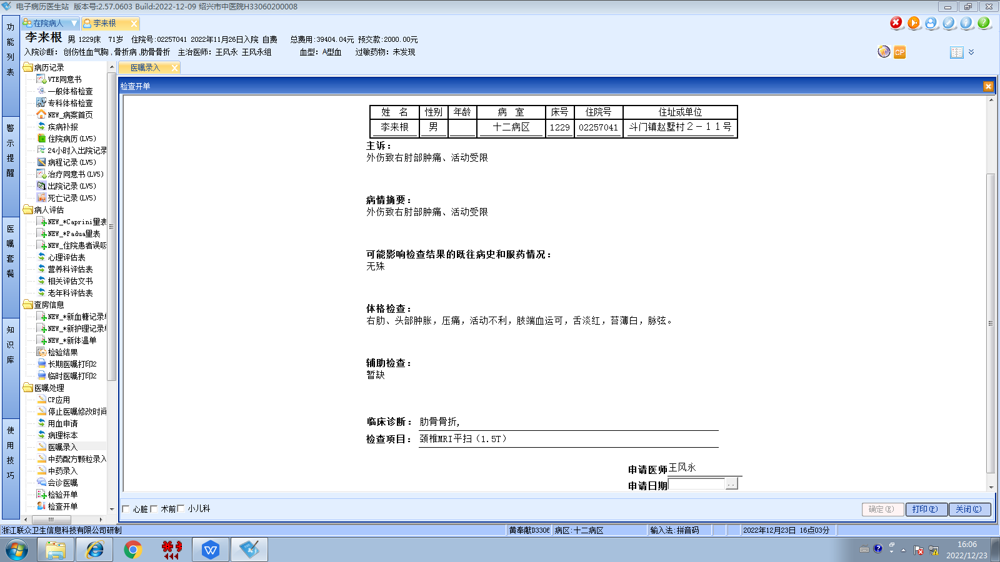 电子病历医生站 版本号:2.57.0603 Build:2022-12-09 绍兴市中医院H33060200008
在院病人
李来根
李来根 男 1229床 71岁 住院号:02257041 2022年11月26日入院 自费 总费用:39404.04元 预交款:2000.00元
入院诊断: 创伤性血气胸,骨折病,肋骨骨折 主治医师: 王风永 王风永组 血型: A型血 过敏药物: 未发现
CP
功能列表
警示提醒
医嘱套餐
知识库
使用技巧
病历记录
VTE同意书
一般体格检查
专科体格检查
NEW_病案首页
疾病补报
住院病历(LV5)
24小时入出院记录
病程记录(LV5)
治疗同意书(LV5)
出院记录(LV5)
死亡记录(LV5)
病人评估
NEW_*Caprini量表
NEW_*Padua量表
NEW_住院患者误吸
心理评估表
营养科评估表
相关评估文书
老年科评估表
查房信息
NEW_*新血糖记录单
NEW_*新护理记录单
NEW_*新体温单
检验结果
长期医嘱打印2
临时医嘱打印2
医嘱处理
CP应用
停止医嘱修改时间
用血申请
病理标本
医嘱录入
中药配方颗粒录入
中药录入
会诊医嘱
检验开单
检查开单
医嘱录入
检查开单
姓 名 性别 年龄 病 室 床号 住院号 住址或单位
李来根 男 十二病区 1229 02257041 斗门镇赵墅村2-11号
主诉:
外伤致右肘部肿痛、活动受限
病情摘要:
外伤致右肘部肿痛、活动受限
可能影响检查结果的既往病史和服药情况:
无殊
体格检查:
右肋、头部肿胀，压痛，活动不利，肢端血运可，舌淡红，苔薄白，脉弦。
辅助检查:
暂缺
临床诊断: 肋骨骨折,
检查项目: 颈椎MRI平扫（1.5T）
申请医师 王风永
申请日期 ..
心脏 术前 小儿科
确定(E) 打印(P) 关闭(C)
浙江联众卫生信息科技有限公司研制 黄奉献D3306 病区:十二病区 输入法:拼音码 2022年12月23日 16点03分
16:06
2022/12/23